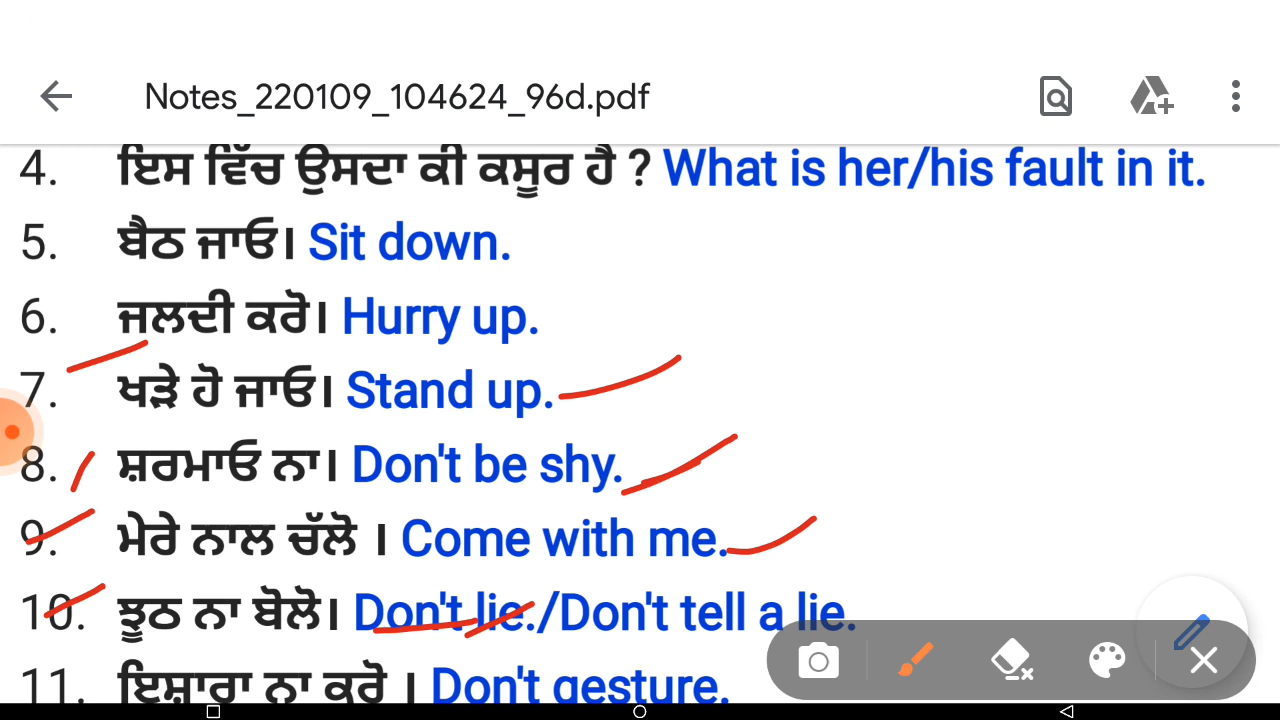 Notes_220109_104624_96d.pdf
4. ਇਸ ਵਿੱਚ ਉਸਦਾ ਕੀ ਕਸੂਰ ਹੈ ? What is her/his fault in it.
5. ਬੈਠ ਜਾਓ। Sit down.
6. ਜਲਦੀ ਕਰੋ। Hurry up.
7. ਖੜੇ ਹੋ ਜਾਓ। Stand up.
8. ਸ਼ਰਮਾਓ ਨਾ। Don't be shy.
9. ਮੇਰੇ ਨਾਲ ਚੱਲੋ । Come with me.
10. ਝੂਠ ਨਾ ਬੋਲੋ। Don't lie./Don't tell a lie.
11. ਇਸ਼ਾਰਾ ਨਾ ਕਰੋ । Don't gesture.